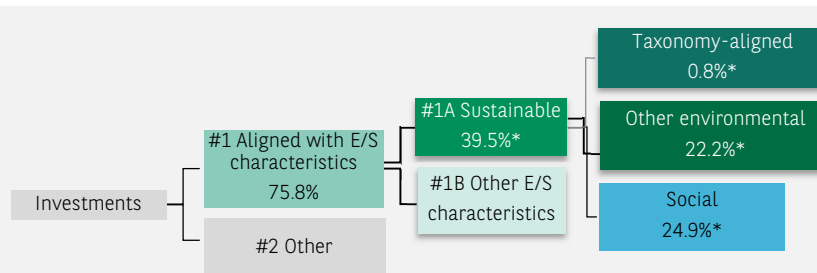 Investments
#1 Aligned with E/S
characteristics
75.8%
#2 Other
#1A Sustainable
39.5%*
#1B Other E/S
characteristics
Taxonomy-aligned
0.8%*
Other environmental
22.2%*
Social
24.9%*